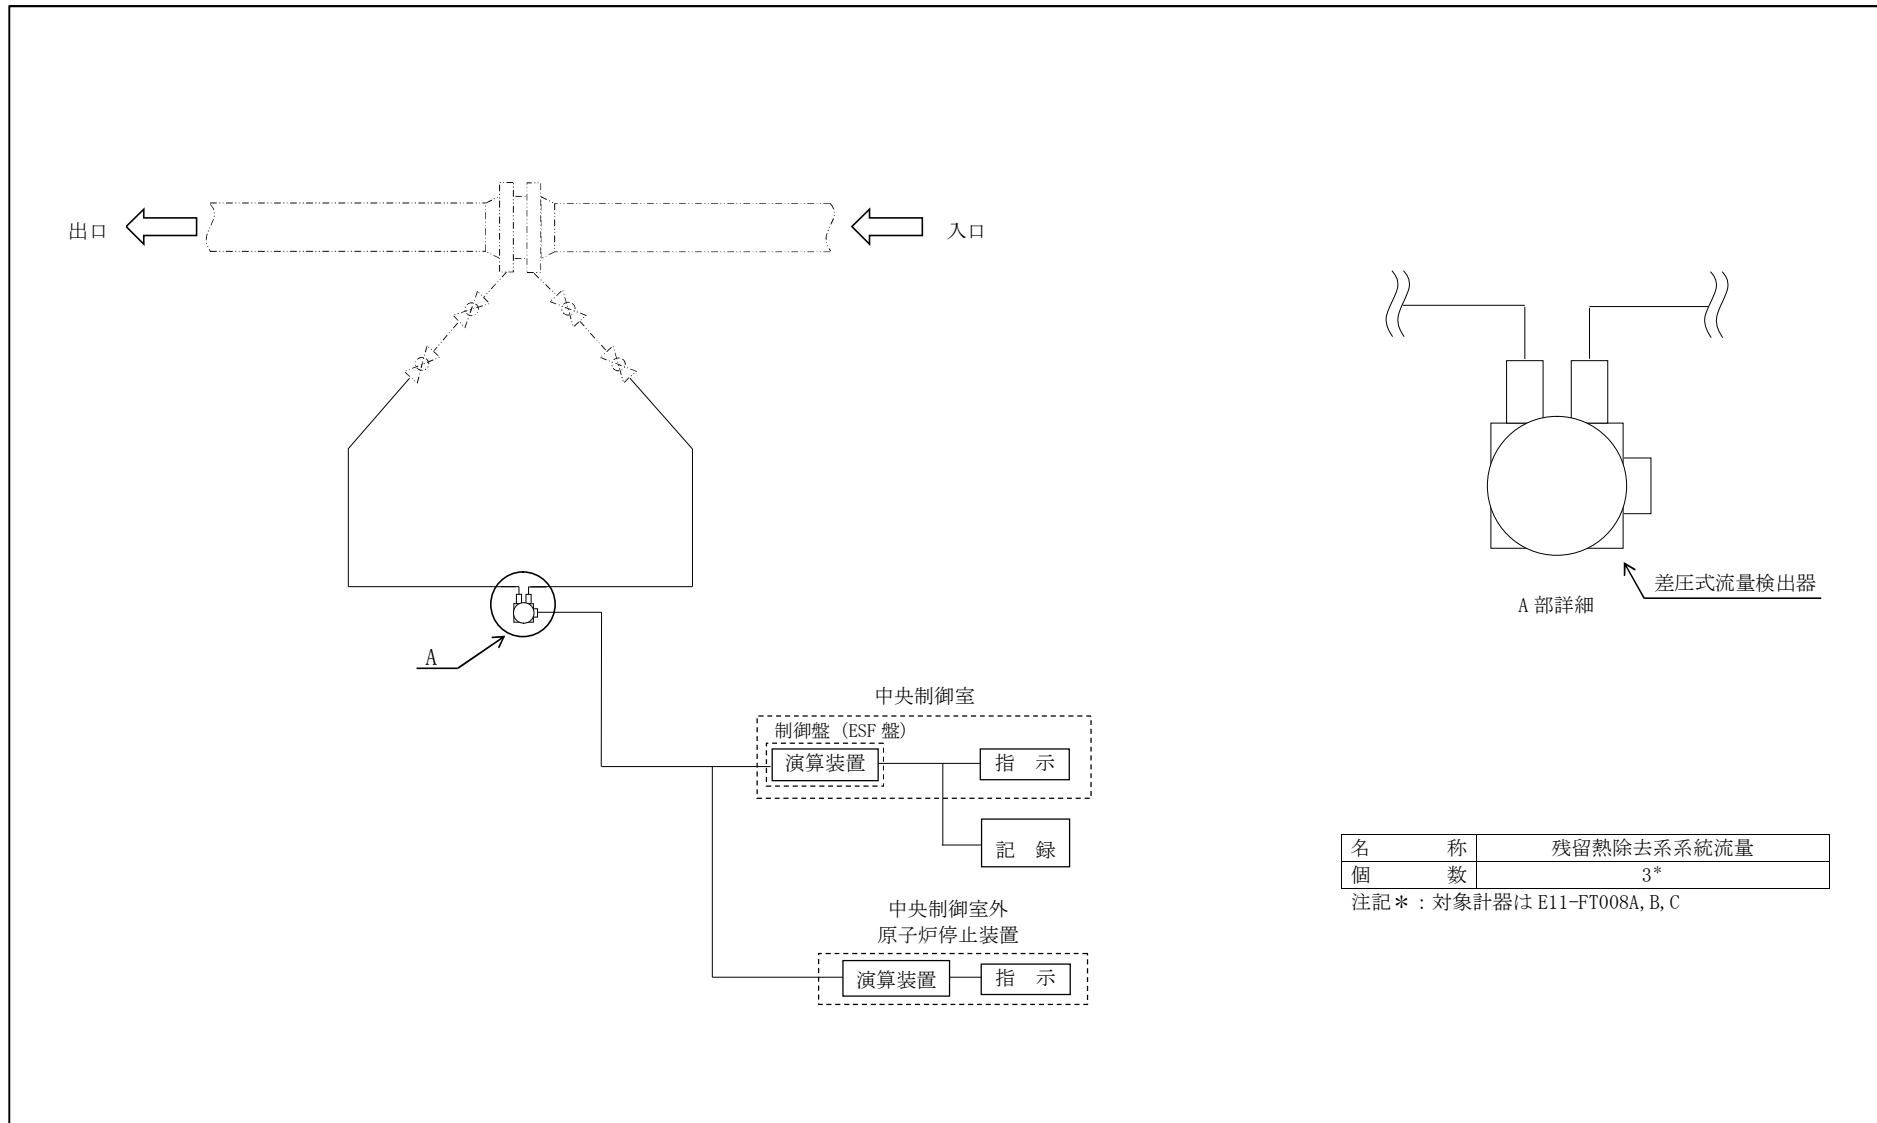 出口
入口
A
A 部詳細
差圧式流量検出器
中央制御室
制御盤 (ESF 盤)
演算装置
指 示
記 録
中央制御室外
原子炉停止装置
演算装置
指 示
名 称 残留熱除去系系統流量
個 数 3*
注記＊：対象計器は E11-FT008A, B, C